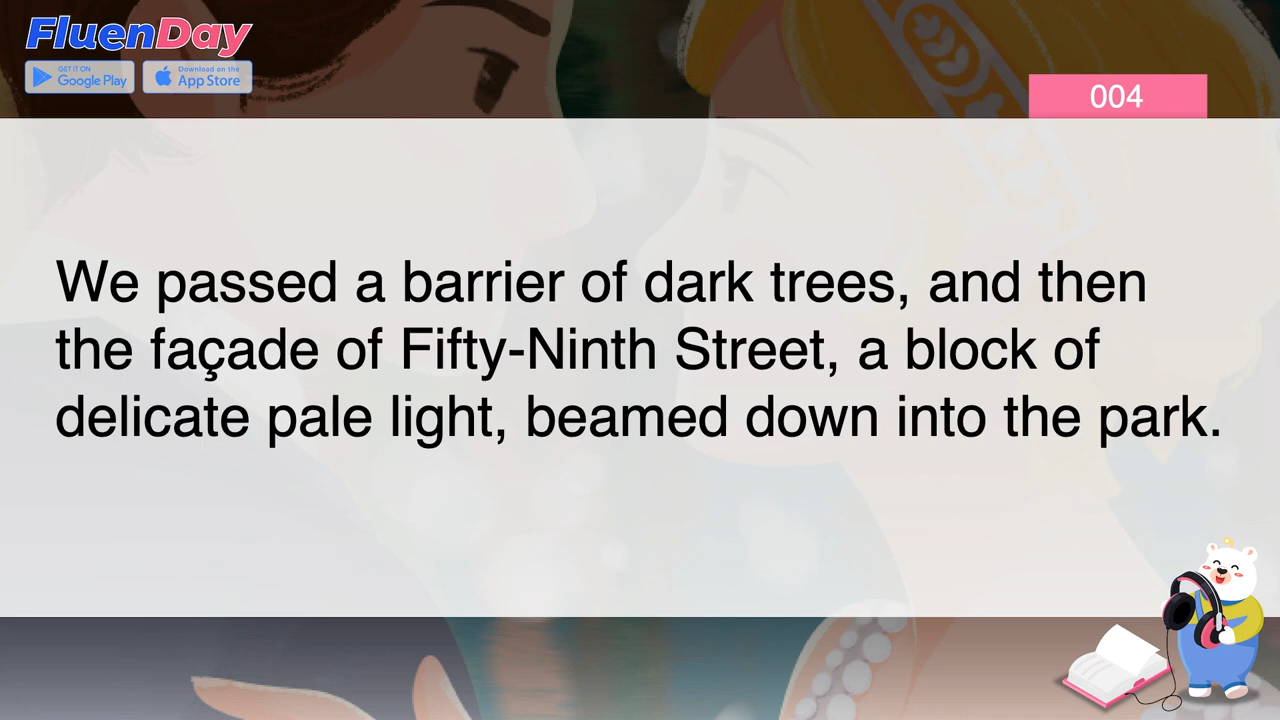 FluenDay
GET IT ON
Google Play
Download on the
App Store
004
We passed a barrier of dark trees, and then
the façade of Fifty-Ninth Street, a block of
delicate pale light, beamed down into the park.